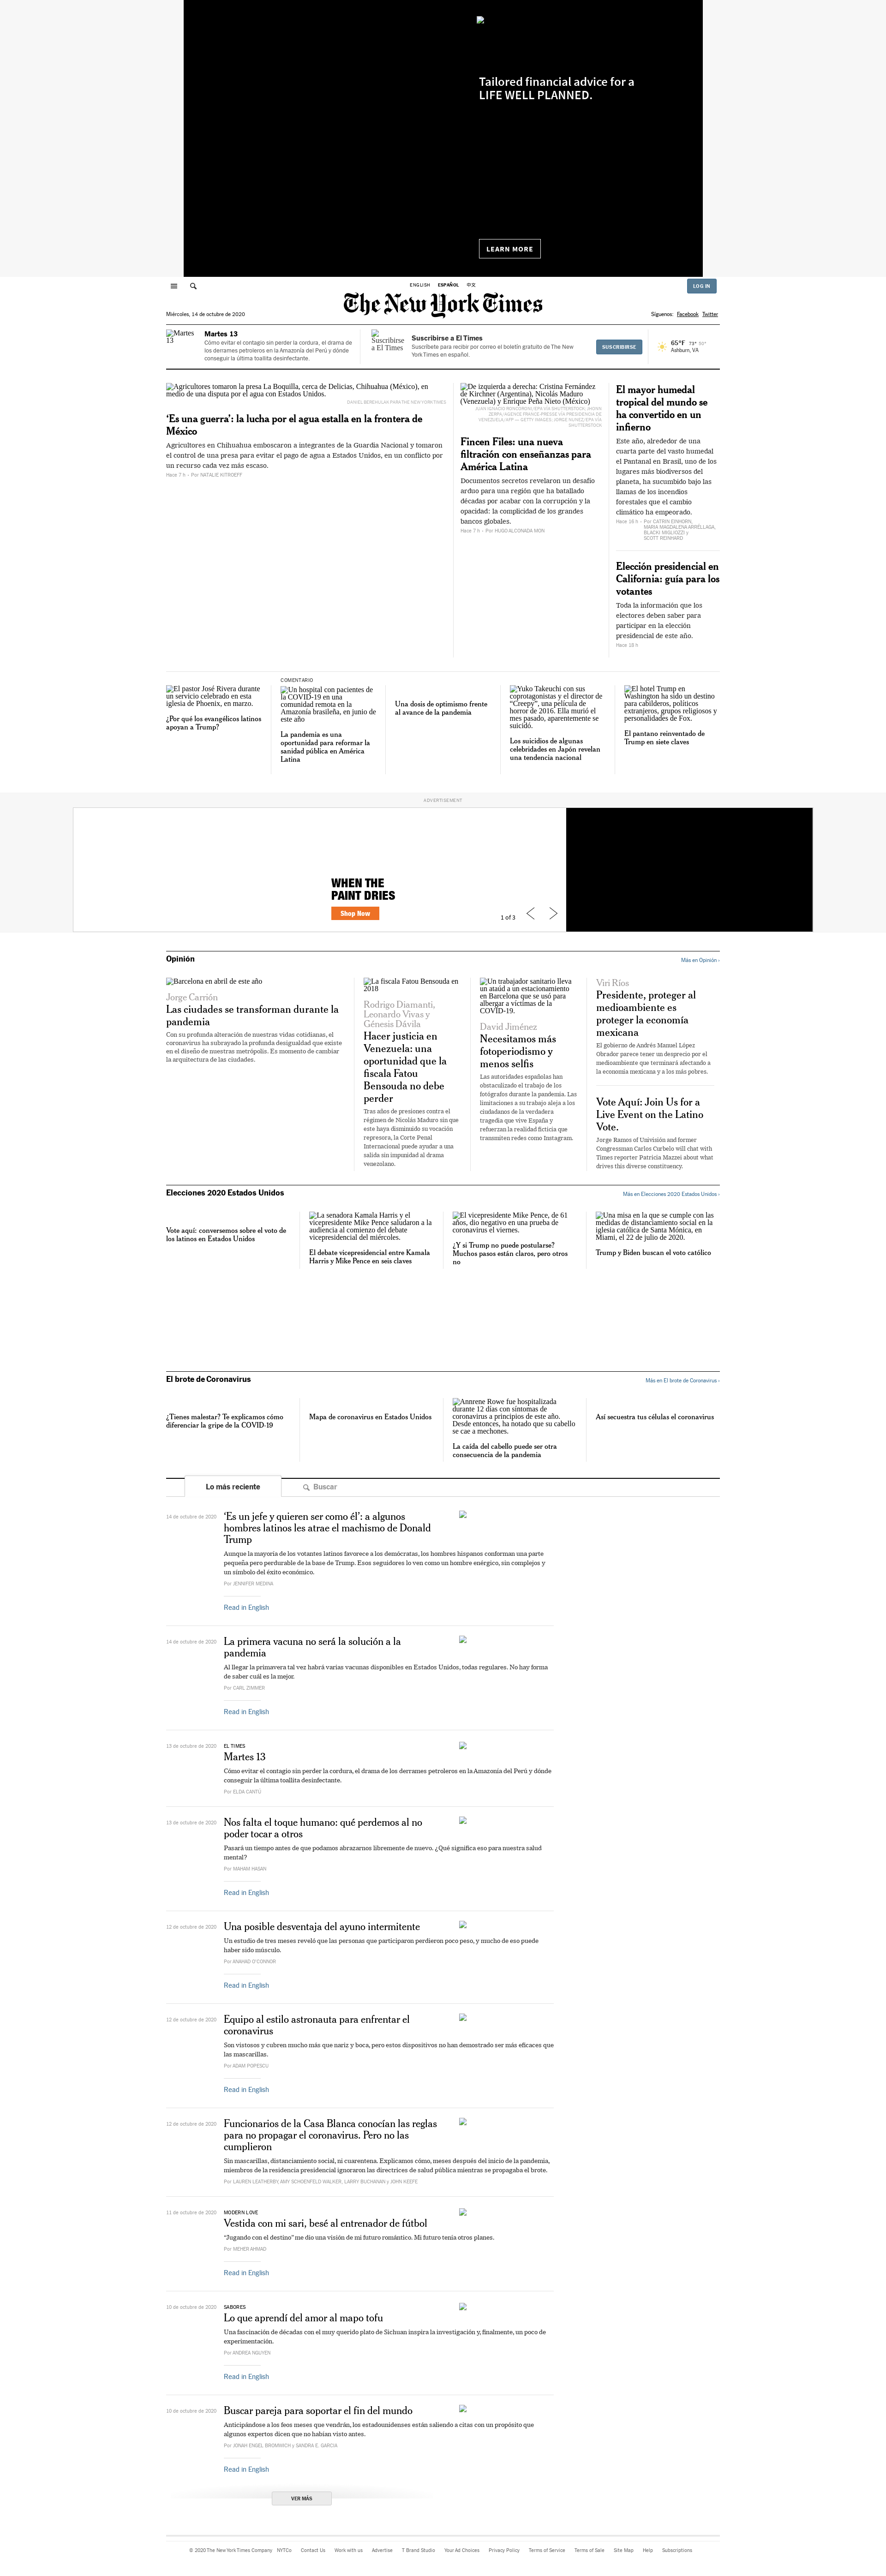 Tailored financial advice for a
LIFE WELL PLANNED.
LEARN MORE
ENGLISH ESPAÑOL 中文
LOG IN
The New York Times
Miércoles, 14 de octubre de 2020
Síguenos: Facebook Twitter
Martes 13
Martes 13
Cómo evitar el contagio sin perder la cordura, el drama de
los derrames petroleros en la Amazonía del Perú y dónde
conseguir la última toallita desinfectante.
Suscribirse
a El Times
Suscribirse a El Times
Suscríbete para recibir por correo el boletín gratuito de The New
York Times en español.
SUSCRIBIRSE
65°F 73° 50°
Ashburn, VA
Agricultores tomaron la presa La Boquilla, cerca de Delicias, Chihuahua (México), en
medio de una disputa por el agua con Estados Unidos.
DANIEL BEREHULAK PARA THE NEW YORK TIMES
‘Es una guerra’: la lucha por el agua estalla en la frontera de
México
Agricultores en Chihuahua emboscaron a integrantes de la Guardia Nacional y tomaron
el control de una presa para evitar el pago de agua a Estados Unidos, en un conflicto por
un recurso cada vez más escaso.
Hace 7 h - Por NATALIE KITROEFF
De izquierda a derecha: Cristina Fernández
de Kirchner (Argentina), Nicolás Maduro
(Venezuela) y Enrique Peña Nieto (México)
JUAN IGNACIO RONCORONI/EPA VÍA SHUTTERSTOCK; JHONN
ZERPA/AGENCE FRANCE-PRESSE VIA PRESIDENCIA DE
VENEZUELA/AFP — GETTY IMAGES; JORGE NUNEZ/EPA VIA
SHUTTERSTOCK
Fincen Files: una nueva
filtración con enseñanzas para
América Latina
Documentos secretos revelaron un desafío
arduo para una región que ha batallado
décadas por acabar con la corrupción y la
opacidad: la complicidad de los grandes
bancos globales.
Hace 7 h - Por HUGO ALCONADA MON
El mayor humedal
tropical del mundo se
ha convertido en un
infierno
Este año, alrededor de una
cuarta parte del vasto humedal
el Pantanal en Brasil, uno de los
lugares más biodiversos del
planeta, ha sucumbido bajo las
llamas de los incendios
forestales que el cambio
climático ha empeorado.
Hace 16 h - Por CATRIN EINHORN,
MARIA MAGDALENA ARRÉLLAGA,
BLACKI MIGLIOZZI y
SCOTT REINHARD
Elección presidencial en
California: guía para los
votantes
Toda la información que los
electores deben saber para
participar en la elección
presidencial de este año.
Hace 18 h
El pastor José Rivera durante
un servicio celebrado en esta
iglesia de Phoenix, en marzo.
¿Por qué los evangélicos latinos
apoyan a Trump?
COMENTARIO
Un hospital con pacientes de
la COVID-19 en una
comunidad remota en la
Amazonía brasileña, en junio de
este año
La pandemia es una
oportunidad para reformar la
sanidad pública en América
Latina
Una dosis de optimismo frente
al avance de la pandemia
Yuko Takeuchi con sus
coprotagonistas y el director de
“Creepy”, una película de
horror de 2016. Ella murió el
mes pasado, aparentemente se
suicidó.
Los suicidios de algunas
celebridades en Japón revelan
una tendencia nacional
El hotel Trump en
Washington ha sido un destino
para cabilderos, políticos
extranjeros, grupos religiosos y
personalidades de Fox.
El pantano reinventado de
Trump en siete claves
ADVERTISEMENT
WHEN THE
PAINT DRIES
Shop Now
1 of 3
Opinión
Más en Opinión ›
Barcelona en abril de este año
Jorge Carrión
Las ciudades se transforman durante la
pandemia
Con su profunda alteración de nuestras vidas cotidianas, el
coronavirus ha subrayado la profunda desigualdad que existe
en el diseño de nuestras metrópolis. Es momento de cambiar
la arquitectura de las ciudades.
La fiscala Fatou Bensouda en
2018
Rodrigo Diamanti,
Leonardo Vivas y
Génesis Dávila
Hacer justicia en
Venezuela: una
oportunidad que la
fiscala Fatou
Bensouda no debe
perder
Tras años de presiones contra el
régimen de Nicolás Maduro sin que
este haya disminuido su vocación
represora, la Corte Penal
Internacional puede ayudar a una
salida sin impunidad al drama
venezolano.
Un trabajador sanitario lleva
un ataúd a un estacionamiento
en Barcelona que se usó para
albergar a víctimas de la
COVID-19.
David Jiménez
Necesitamos más
fotoperiodismo y
menos selfis
Las autoridades españolas han
obstaculizado el trabajo de los
fotógrafos durante la pandemia. Las
limitaciones a su trabajo aleja a los
ciudadanos de la verdadera
tragedia que vive España y
refuerzan la realidad ficticia que
transmiten redes como Instagram.
Viri Ríos
Presidente, proteger al
medioambiente es
proteger la economía
mexicana
El gobierno de Andrés Manuel López
Obrador parece tener un desprecio por el
medioambiente que terminará afectando a
la economía mexicana y a los más pobres.
Vote Aquí: Join Us for a
Live Event on the Latino
Vote.
Jorge Ramos of Univisión and former
Congressman Carlos Curbelo will chat with
Times reporter Patricia Mazzei about what
drives this diverse constituency.
Elecciones 2020 Estados Unidos
Más en Elecciones 2020 Estados Unidos ›
Vote aquí: conversemos sobre el voto de
los latinos en Estados Unidos
La senadora Kamala Harris y el
vicepresidente Mike Pence saludaron a la
audiencia al comienzo del debate
vicepresidencial del miércoles.
El debate vicepresidencial entre Kamala
Harris y Mike Pence en seis claves
El vicepresidente Mike Pence, de 61
años, dio negativo en una prueba de
coronavirus el viernes.
¿Y si Trump no puede postularse?
Muchos pasos están claros, pero otros
no
Una misa en la que se cumple con las
medidas de distanciamiento social en la
iglesia católica de Santa Mónica, en
Miami, el 22 de julio de 2020.
Trump y Biden buscan el voto católico
El brote de Coronavirus
Más en El brote de Coronavirus ›
¿Tienes malestar? Te explicamos cómo
diferenciar la gripe de la COVID-19
Mapa de coronavirus en Estados Unidos
Annrene Rowe fue hospitalizada
durante 12 días con síntomas de
coronavirus a principios de este año.
Desde entonces, ha notado que su cabello
se cae a mechones.
La caída del cabello puede ser otra
consecuencia de la pandemia
Así secuestra tus células el coronavirus
Lo más reciente
Buscar
14 de octubre de 2020
‘Es un jefe y quieren ser como él’: a algunos
hombres latinos les atrae el machismo de Donald
Trump
Aunque la mayoría de los votantes latinos favorece a los demócratas, los hombres hispanos conforman una parte
pequeña pero perdurable de la base de Trump. Esos seguidores lo ven como un hombre enérgico, sin complejos y
un símbolo del éxito económico.
Por JENNIFER MEDINA
Read in English
14 de octubre de 2020
La primera vacuna no será la solución a la
pandemia
Al llegar la primavera tal vez habrá varias vacunas disponibles en Estados Unidos, todas regulares. No hay forma
de saber cuál es la mejor.
Por CARL ZIMMER
Read in English
13 de octubre de 2020
EL TIMES
Martes 13
Cómo evitar el contagio sin perder la cordura, el drama de los derrames petroleros en la Amazonía del Perú y dónde
conseguir la última toallita desinfectante.
Por ELDA CANTÚ
13 de octubre de 2020
Nos falta el toque humano: qué perdemos al no
poder tocar a otros
Pasará un tiempo antes de que podamos abrazarnos libremente de nuevo. ¿Qué significa eso para nuestra salud
mental?
Por MAHAM HASAN
Read in English
12 de octubre de 2020
Una posible desventaja del ayuno intermitente
Un estudio de tres meses reveló que las personas que participaron perdieron poco peso, y mucho de eso puede
haber sido músculo.
Por ANAHAD O'CONNOR
Read in English
12 de octubre de 2020
Equipo al estilo astronauta para enfrentar el
coronavirus
Son vistosos y cubren mucho más que nariz y boca, pero estos dispositivos no han demostrado ser más eficaces que
las mascarillas.
Por ADAM POPESCU
Read in English
12 de octubre de 2020
Funcionarios de la Casa Blanca conocían las reglas
para no propagar el coronavirus. Pero no las
cumplieron
Sin mascarillas, distanciamiento social, ni cuarentena. Explicamos cómo, meses después del inicio de la pandemia,
miembros de la residencia presidencial ignoraron las directrices de salud pública mientras se propagaba el brote.
Por LAUREN LEATHERBY, AMY SCHOENFELD WALKER, LARRY BUCHANAN y JOHN KEEFE
11 de octubre de 2020
MODERN LOVE
Vestida con mi sari, besé al entrenador de fútbol
“Jugando con el destino” me dio una visión de mi futuro romántico. Mi futuro tenía otros planes.
Por MEHER AHMAD
Read in English
10 de octubre de 2020
SABORES
Lo que aprendí del amor al mapo tofu
Una fascinación de décadas con el muy querido plato de Sichuan inspira la investigación y, finalmente, un poco de
experimentación.
Por ANDREA NGUYEN
Read in English
10 de octubre de 2020
Buscar pareja para soportar el fin del mundo
Anticipándose a los feos meses que vendrán, los estadounidenses están saliendo a citas con un propósito que
algunos expertos dicen que no habían visto antes.
Por JONAH ENGEL BROMWICH y SANDRA E. GARCIA
Read in English
VER MÁS
© 2020 The New York Times Company NYTCo Contact Us Work with us Advertise T Brand Studio Your Ad Choices Privacy Policy Terms of Service Terms of Sale Site Map Help Subscriptions